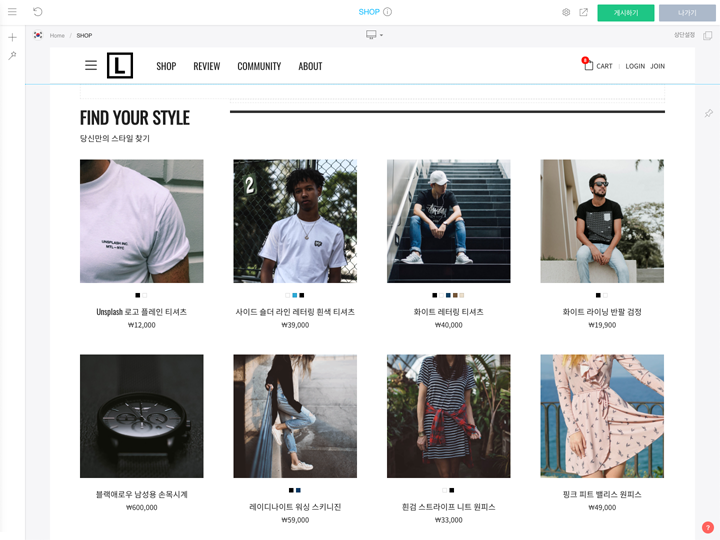 SHOP
게시하기
나가기
Home / SHOP
상단설정
L
SHOP REVIEW COMMUNITY ABOUT
0
CART LOGIN JOIN
FIND YOUR STYLE
당신만의 스타일 찾기
UNSPLASH INC.
MTL—NYC
2
Unsplash 로고 플레인 티셔츠
₩12,000
사이드 숄더 라인 레터링 흰색 티셔츠
₩39,000
화이트 레터링 티셔츠
₩40,000
화이트 라이닝 반팔 검정
₩19,900
블랙애로우 남성용 손목시계
₩600,000
레이디나이트 워싱 스키니진
₩59,000
흰검 스트라이프 니트 원피스
₩33,000
핑크 피트 밸리스 원피스
₩49,000
?